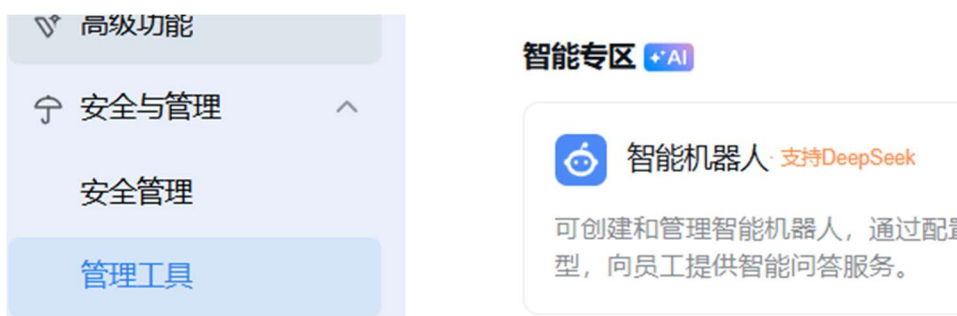 高级功能
安全与管理
安全管理
管理工具
智能专区 AI
智能机器人·支持DeepSeek
可创建和管理智能机器人，通过配置
型，向员工提供智能问答服务。